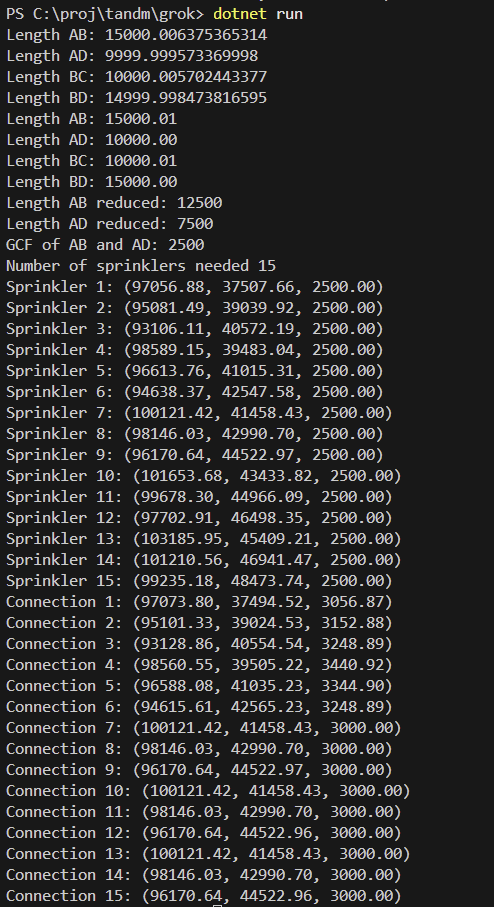 PS C:\proj\tandm\grok> dotnet run
Length AB: 15000.006375365314
Length AD: 9999.999573369998
Length BC: 10000.005702443377
Length BD: 14999.998473816595
Length AB: 15000.01
Length AD: 10000.00
Length BC: 10000.01
Length BD: 15000.00
Length AB reduced: 12500
Length AD reduced: 7500
GCF of AB and AD: 2500
Number of sprinklers needed 15
Sprinkler 1: (97056.88, 37507.66, 2500.00)
Sprinkler 2: (95081.49, 39039.92, 2500.00)
Sprinkler 3: (93106.11, 40572.19, 2500.00)
Sprinkler 4: (98589.15, 39483.04, 2500.00)
Sprinkler 5: (96613.76, 41015.31, 2500.00)
Sprinkler 6: (94638.37, 42547.58, 2500.00)
Sprinkler 7: (100121.42, 41458.43, 2500.00)
Sprinkler 8: (98146.03, 42990.70, 2500.00)
Sprinkler 9: (96170.64, 44522.97, 2500.00)
Sprinkler 10: (101653.68, 43433.82, 2500.00)
Sprinkler 11: (99678.30, 44966.09, 2500.00)
Sprinkler 12: (97702.91, 46498.35, 2500.00)
Sprinkler 13: (103185.95, 45409.21, 2500.00)
Sprinkler 14: (101210.56, 46941.47, 2500.00)
Sprinkler 15: (99235.18, 48473.74, 2500.00)
Connection 1: (97073.80, 37494.52, 3056.87)
Connection 2: (95101.33, 39024.53, 3152.88)
Connection 3: (93128.86, 40554.54, 3248.89)
Connection 4: (98560.55, 39505.22, 3440.92)
Connection 5: (96588.08, 41035.23, 3344.90)
Connection 6: (94615.61, 42565.23, 3248.89)
Connection 7: (100121.42, 41458.43, 3000.00)
Connection 8: (98146.03, 42990.70, 3000.00)
Connection 9: (96170.64, 44522.97, 3000.00)
Connection 10: (100121.42, 41458.43, 3000.00)
Connection 11: (98146.03, 42990.70, 3000.00)
Connection 12: (96170.64, 44522.96, 3000.00)
Connection 13: (100121.42, 41458.43, 3000.00)
Connection 14: (98146.03, 42990.70, 3000.00)
Connection 15: (96170.64, 44522.96, 3000.00)